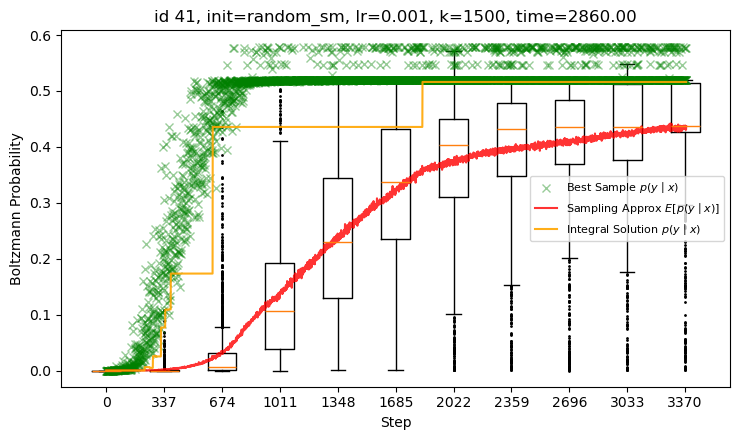 id 41, init=random_sm, lr=0.001, k=1500, time=2860.00
0.6
0.5
0.4
0.3
0.2
0.1
0.0
Boltzmann Probability
Best Sample p(y | x)
Sampling Approx E[p(y | x)]
Integral Solution p(y | x)
0 337 674 1011 1348 1685 2022 2359 2696 3033 3370
Step